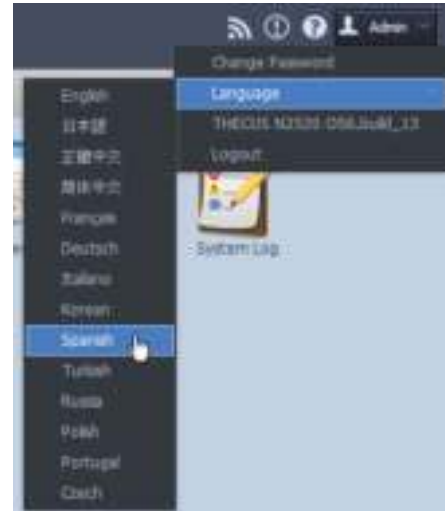 Admin
Change Password
Language
THECUS N2520 OS6.build_13
Logout
English
日本語
正體中文
简体中文
Français
Deutsch
Italiano
Korean
Spanish
Turkish
Russia
Polish
Portugal
Czech
System Log